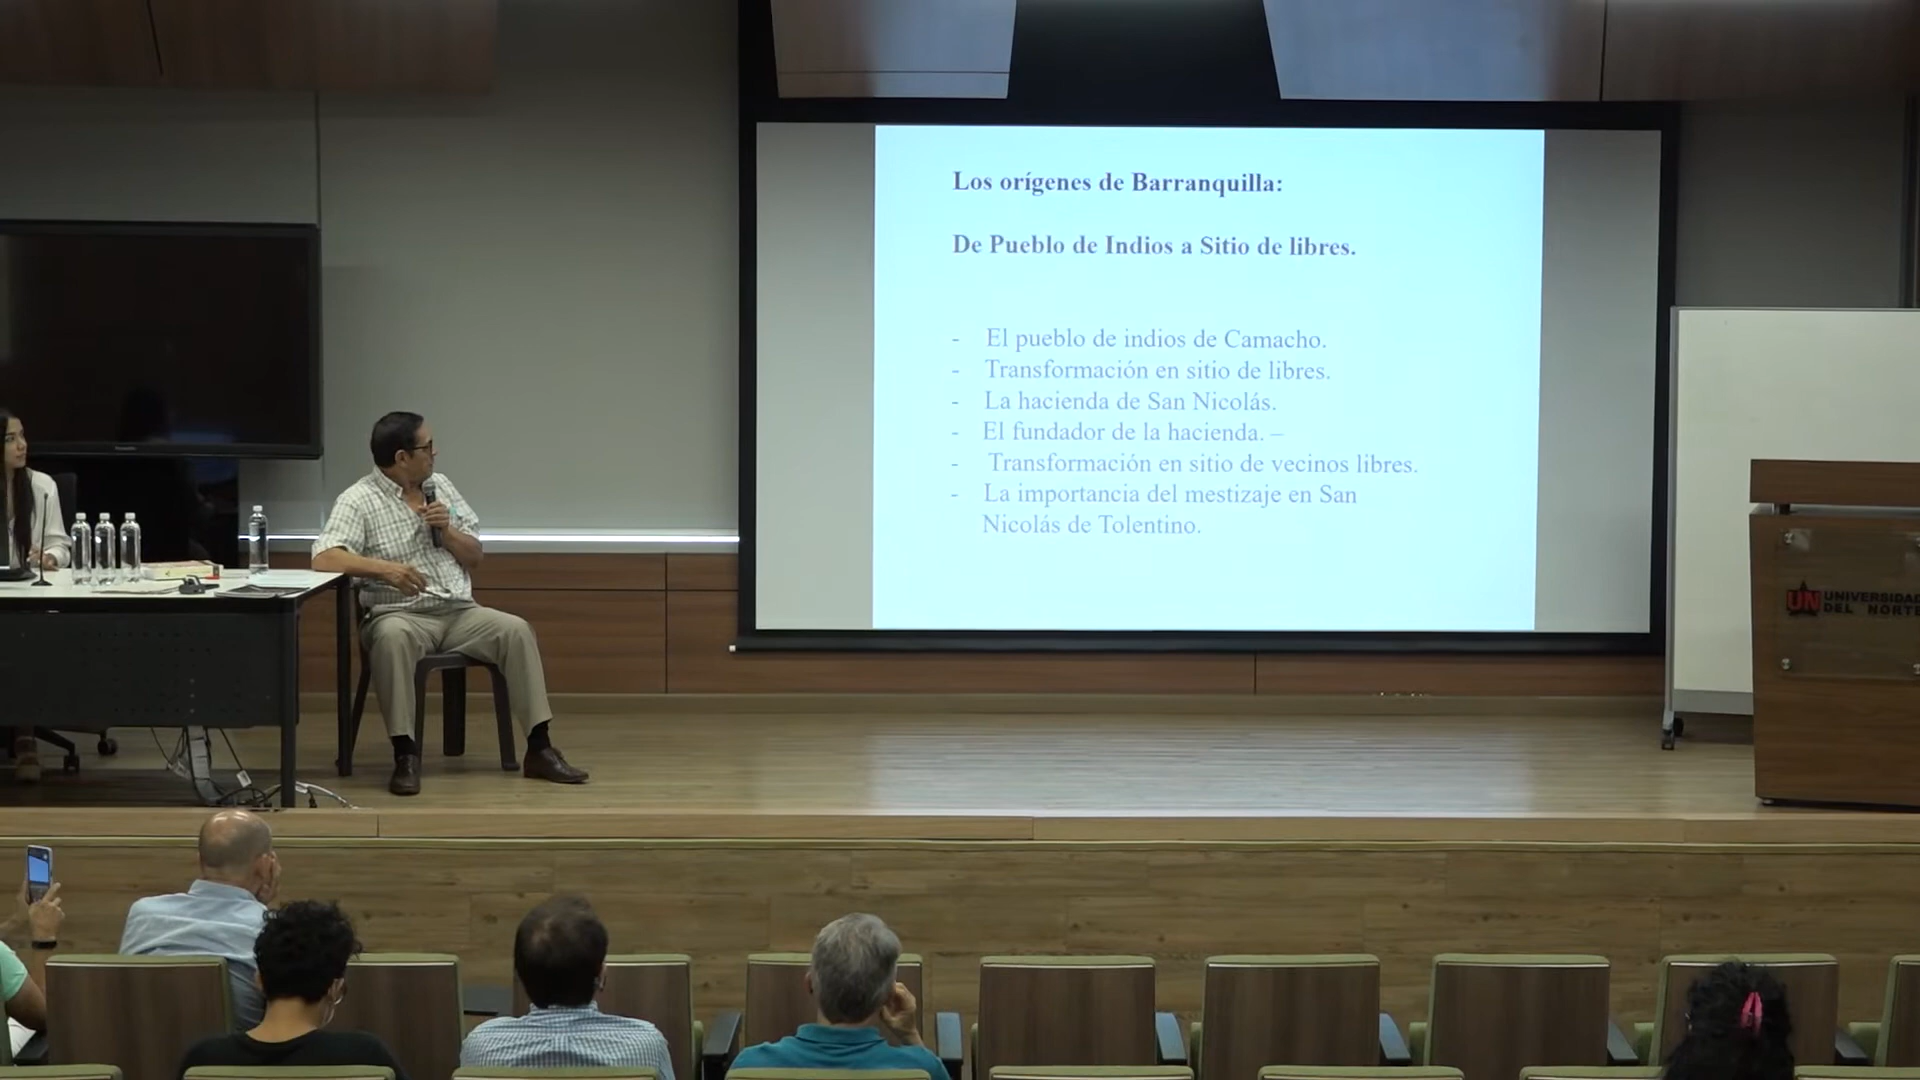 Los orígenes de Barranquilla:
De Pueblo de Indios a Sitio de libres.
- El pueblo de indios de Camacho.
- Transformación en sitio de libres.
- La hacienda de San Nicolás.
- El fundador de la hacienda. –
- Transformación en sitio de vecinos libres.
- La importancia del mestizaje en San
Nicolás de Tolentino.
UN UNIVERSIDAD
DEL NORTE